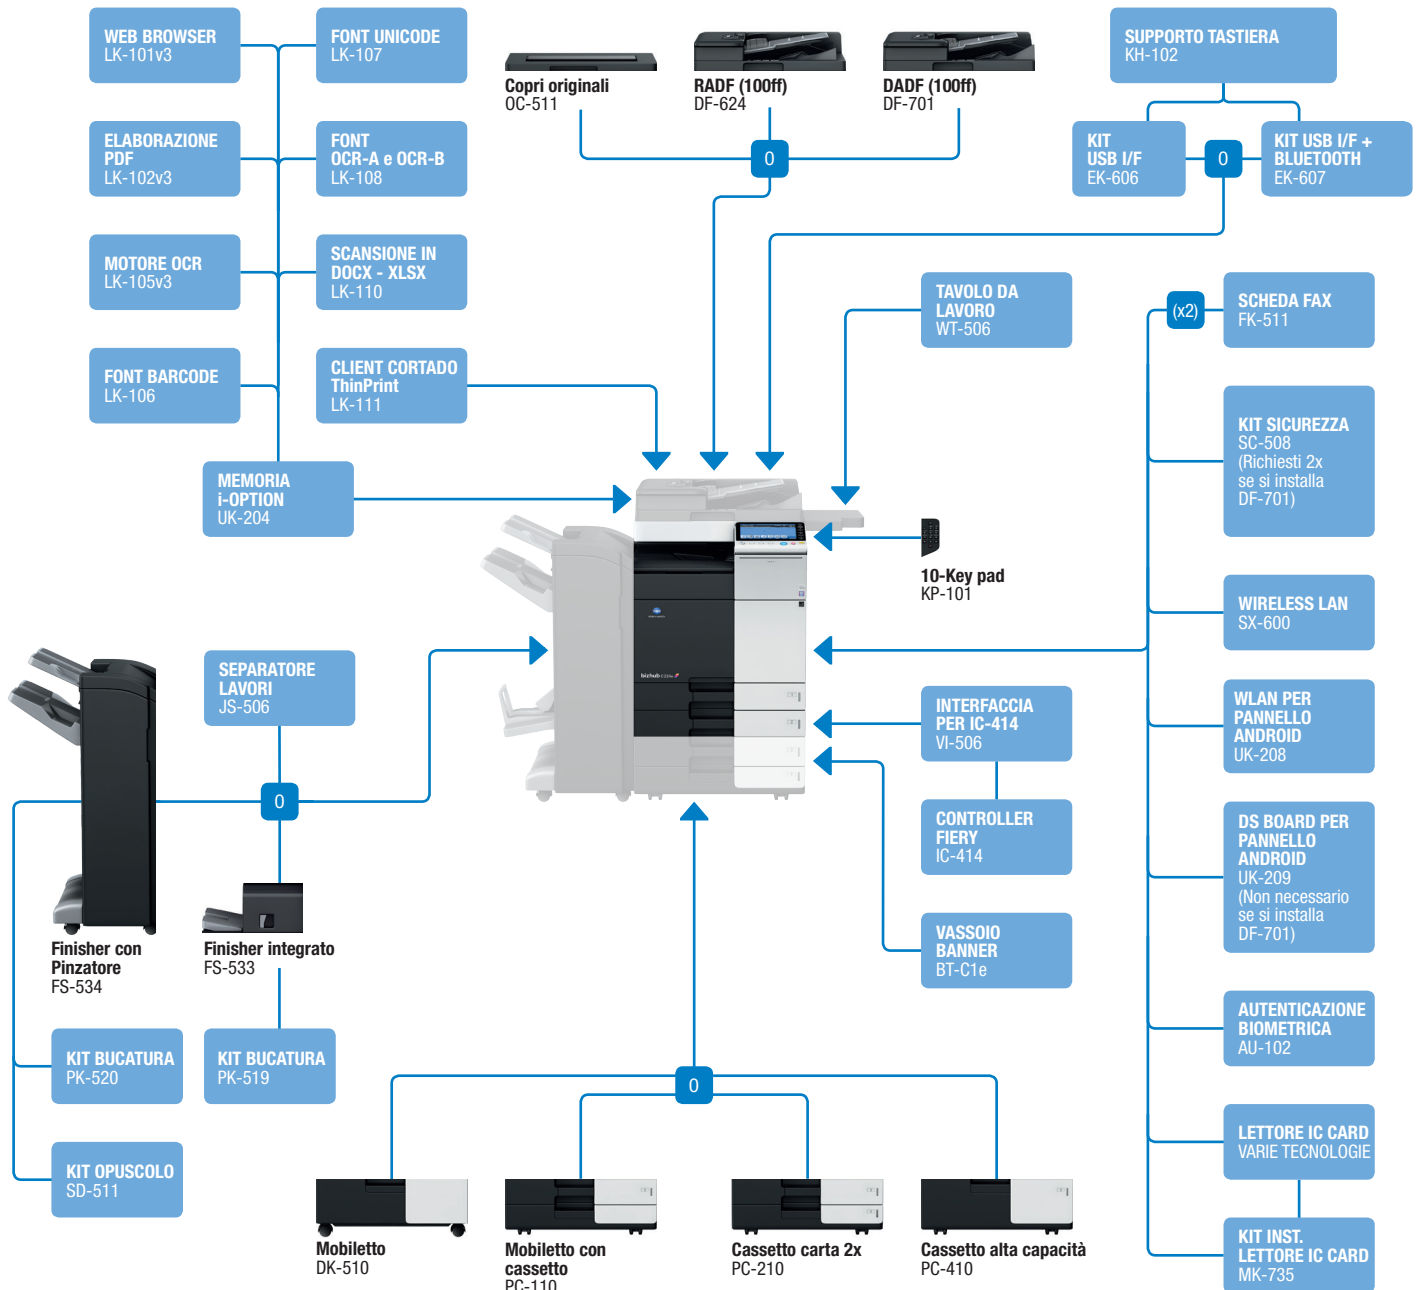 WEB BROWSER
LK-101v3
FONT UNICODE
LK-107
ELABORAZIONE
PDF
LK-102v3
FONT
OCR-A e OCR-B
LK-108
MOTORE OCR
LK-105v3
SCANSIONE IN
DOCX - XLSX
LK-110
FONT BARCODE
LK-106
CLIENT CORTADO
ThinPrint
LK-111
MEMORIA
i-OPTION
UK-204
Copri originali
OC-511
RADF (100ff)
DF-624
DADF (100ff)
DF-701
0
SUPPORTO TASTIERA
KH-102
KIT
USB I/F
EK-606
0
KIT USB I/F +
BLUETOOTH
EK-607
TAVOLO DA
LAVORO
WT-506
(x2)
SCHEDA FAX
FK-511
KIT SICUREZZA
SC-508
(Richiesti 2x
se si installa
DF-701)
10-Key pad
KP-101
WIRELESS LAN
SX-600
WLAN PER
PANNELLO
ANDROID
UK-208
DS BOARD PER
PANNELLO
ANDROID
UK-209
(Non necessario
se si installa
DF-701)
AUTENTICAZIONE
BIOMETRICA
AU-102
LETTORE IC CARD
VARIE TECNOLOGIE
KIT INST.
LETTORE IC CARD
MK-735
INTERFACCIA
PER IC-414
VI-506
CONTROLLER
FIERY
IC-414
VASSOIO
BANNER
BT-C1e
bizhub
SEPARATORE
LAVORI
JS-506
0
Finisher con
Pinzatore
FS-534
Finisher integrato
FS-533
KIT BUCATURA
PK-520
KIT BUCATURA
PK-519
KIT OPUSCOLO
SD-511
0
Mobiletto
DK-510
Mobiletto con
cassetto
PC-110
Cassetto carta 2x
PC-210
Cassetto alta capacità
PC-410